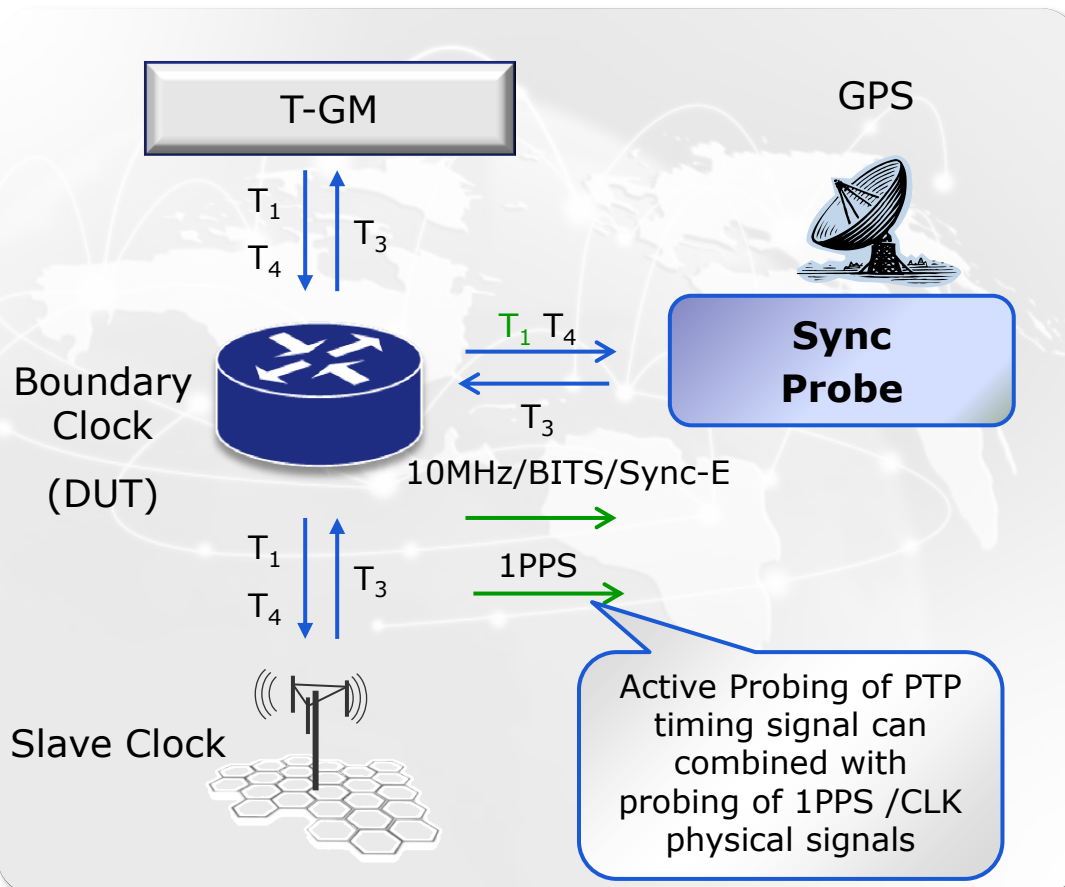 T-GM
GPS
T₁
T₃
T₄
T₁ T₄
Sync
Probe
Boundary
Clock
(DUT)
T₃
10MHz/BITS/Sync-E
T₁
T₃
T₄
1PPS
Slave Clock
Active Probing of PTP
timing signal can
combined with
probing of 1PPS /CLK
physical signals